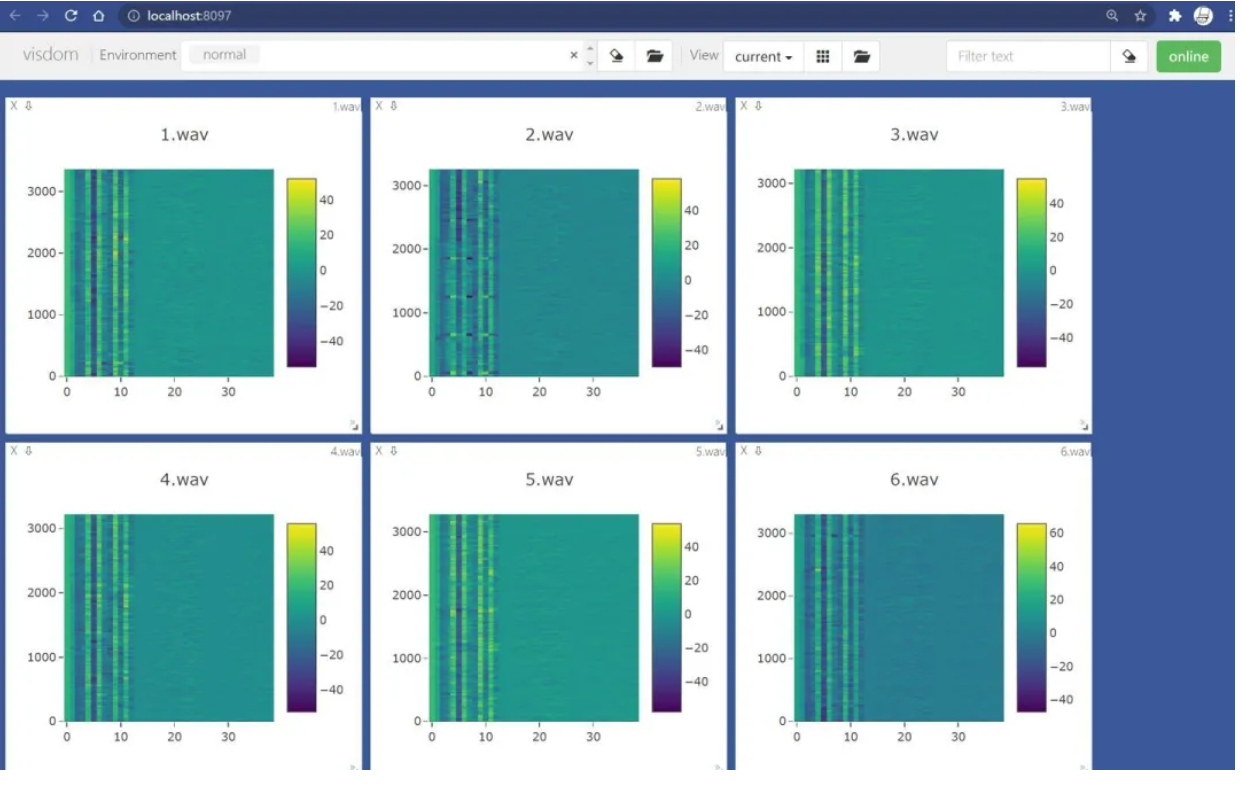 localhost:8097
visdom Environment normal × View current Filter text online
X 1.wav
1.wav
3000
2000
1000
0
0 10 20 30
40
20
0
−20
−40
X 2.wav
2.wav
3000
2000
1000
0
0 10 20 30
40
20
0
−20
−40
X 3.wav
3.wav
3000
2000
1000
0
0 10 20 30
40
20
0
−20
−40
X 4.wav
4.wav
3000
2000
1000
0
0 10 20 30
40
20
0
−20
−40
X 5.wav
5.wav
3000
2000
1000
0
0 10 20 30
40
20
0
−20
−40
X 6.wav
6.wav
3000
2000
1000
0
0 10 20 30
60
40
20
0
−20
−40